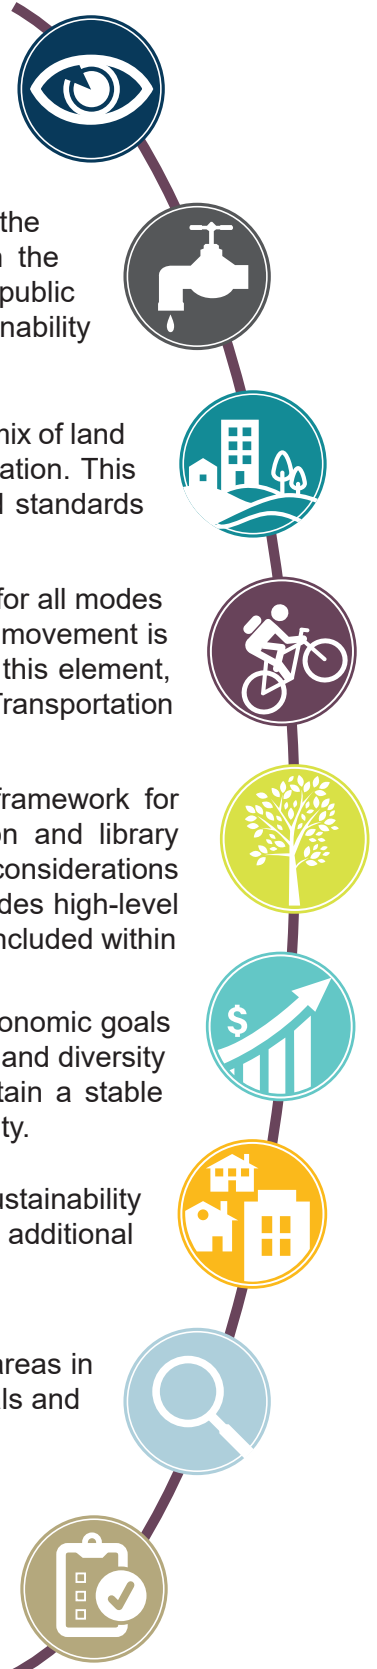 the
the
public
nability
nix of land
ation. This
standards
for all modes
movement is
this element,
Transportation
framework for
and library
considerations
des high-level
ncluded within
onomic goals
and diversity
tain a stable
ty.
ustainability
additional
areas in
ls and
$